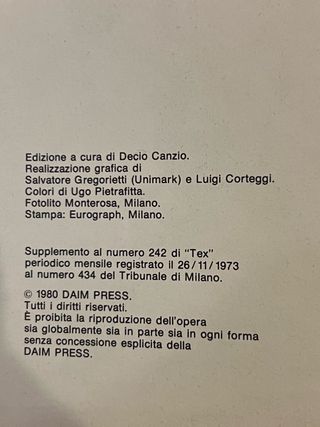 Edizione a cura di Decio Canzio.
Realizzazione grafica di
Salvatore Gregorietti (Unimark) e Luigi Corteggi.
Colori di Ugo Pietrafitta.
Fotolito Monterosa, Milano.
Stampa: Eurograph, Milano.
Supplemento al numero 242 di "Tex"
periodico mensile registrato il 26/11/1973
al numero 434 del Tribunale di Milano.
© 1980 DAIM PRESS.
Tutti i diritti riservati.
È proibita la riproduzione dell'opera
sia globalmente sia in parte sia in ogni forma
senza concessione esplicita della
DAIM PRESS.